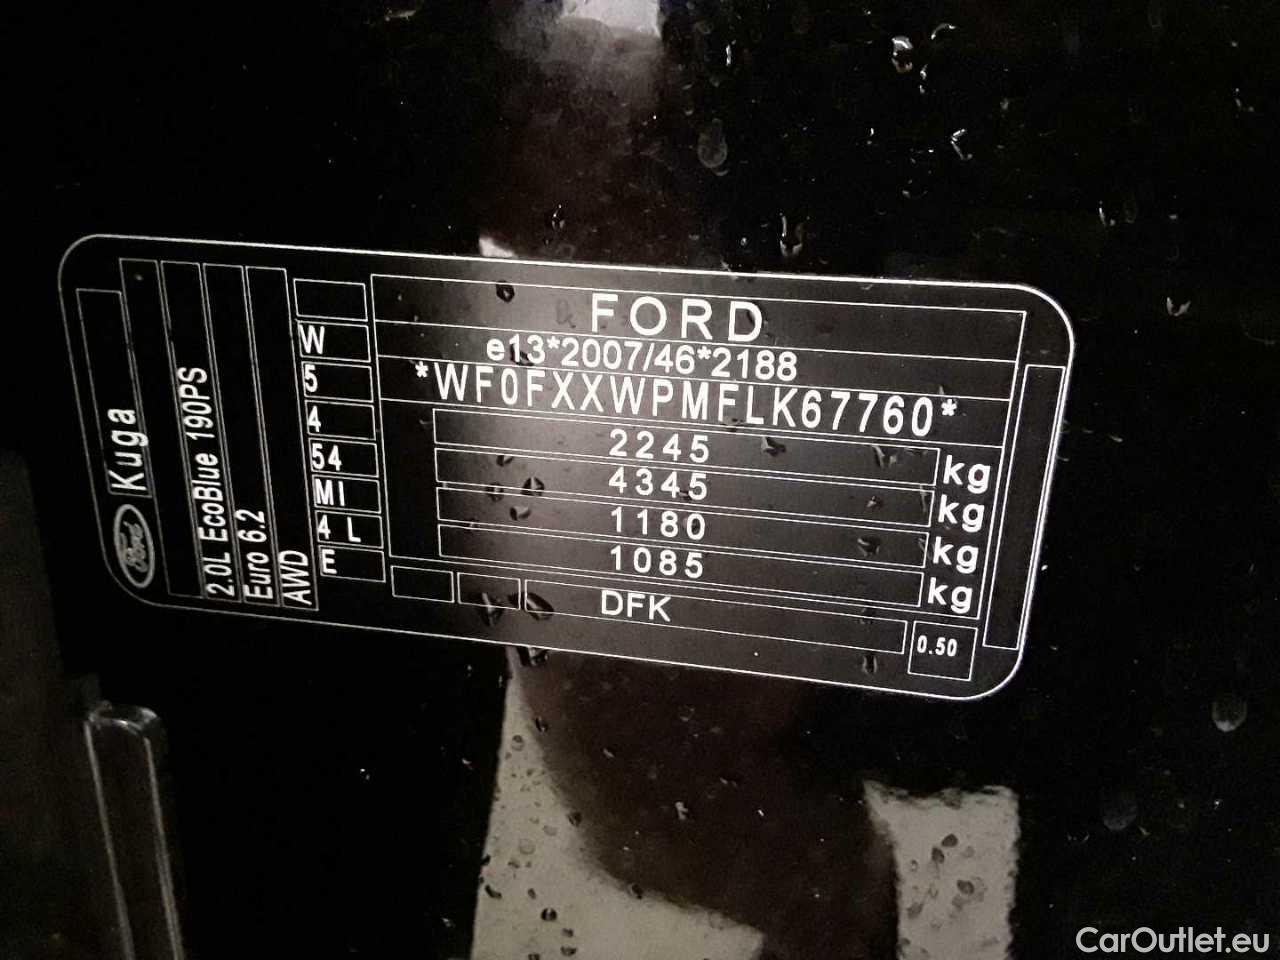 FORD
e13*2007/46*2188
*WF0FXXWPMFLK67760*
2245 kg
4345 kg
1180 kg
1085 kg
DFK
0.50
W
5
4
54
MI
4 L
E
Ford Kuga
2.0L EcoBlue 190PS
Euro 6.2
AWD
CarOutlet.eu